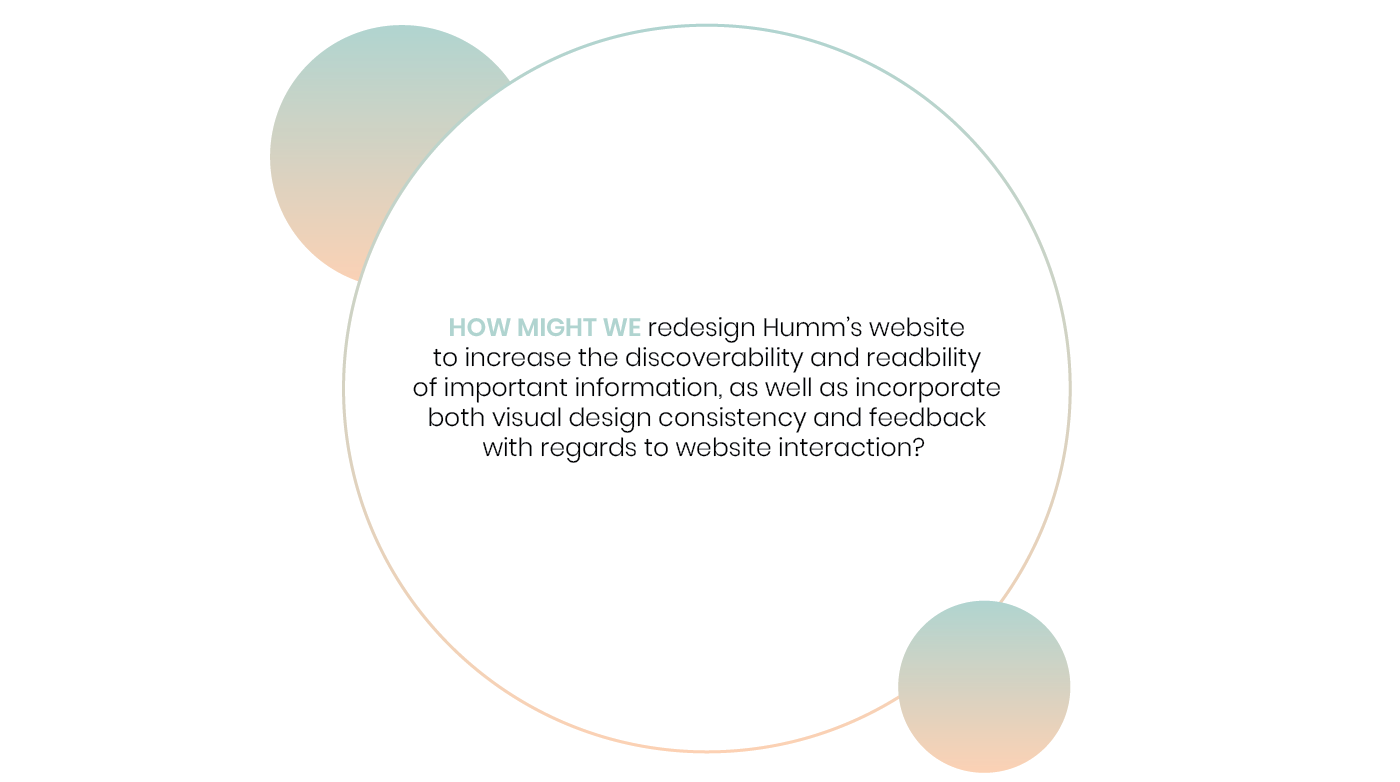 HOW MIGHT WE redesign Humm’s website
to increase the discoverability and readbility
of important information, as well as incorporate
both visual design consistency and feedback
with regards to website interaction?